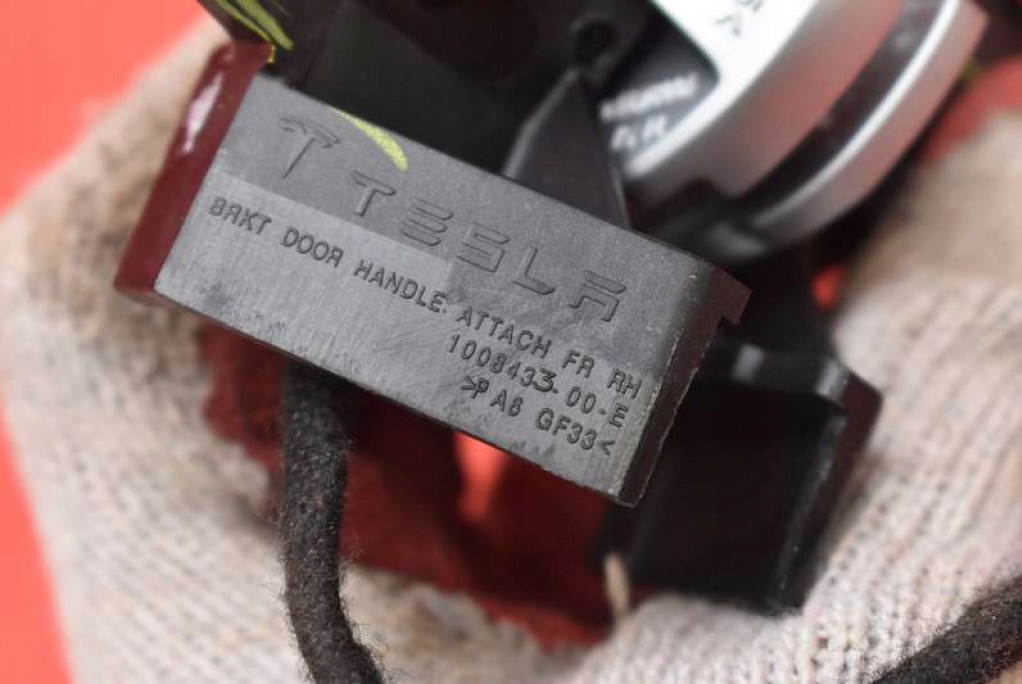 TESLA
BRKT DOOR HANDLE: ATTACH FR RH
1008433-00-E
>PA6 GF33<